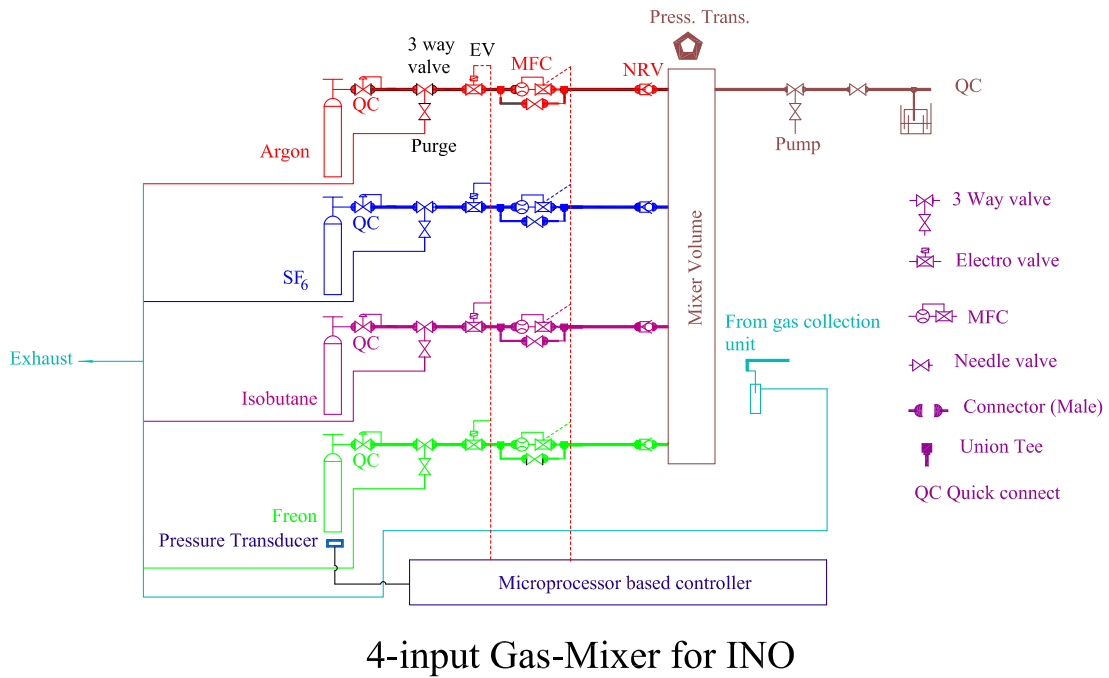 Press. Trans.
3 way
valve
EV
MFC
NRV
QC
QC
Argon
Purge
Pump
3 Way valve
QC
SF6
Mixer Volume
Electro valve
From gas collection
unit
MFC
Exhaust
QC
Needle valve
Isobutane
Connector (Male)
Union Tee
QC
QC Quick connect
Freon
Pressure Transducer
Microprocessor based controller
4-input Gas-Mixer for INO